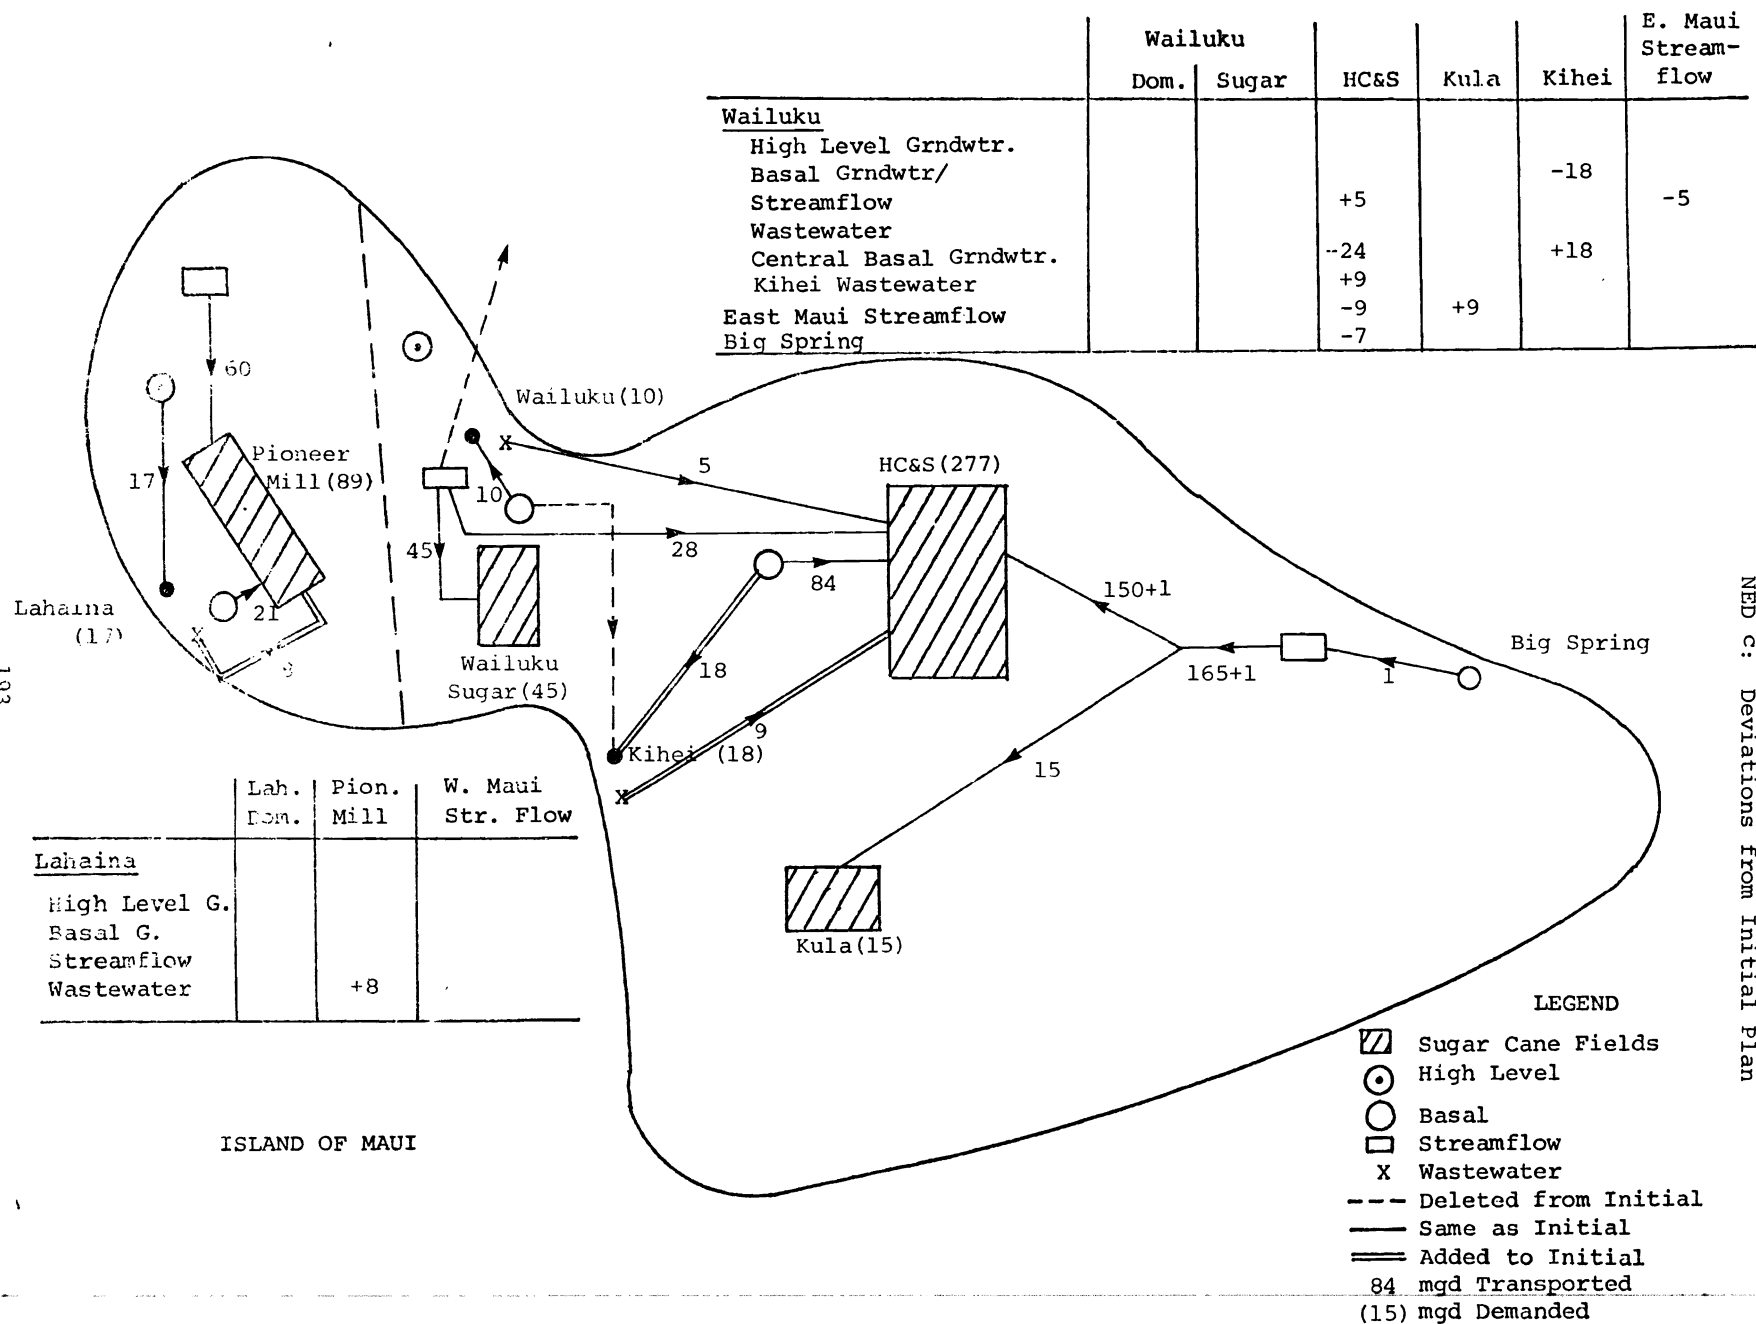 Wailuku
E. Maui
Stream-
flow
Dom.
Sugar
HC&S
Kula
Kihei
Wailuku
High Level Grndwtr.
Basal Grndwtr/ -18
Streamflow +5 -5
Wastewater
Central Basal Grndwtr. -24 +18
Kihei Wastewater +9
East Maui Streamflow -9 +9
Big Spring -7
60
Wailuku(10)
Pioneer
Mill(89)
17
10
5
HC&S(277)
45
28
84
150+1
Lahaina
(17)
21
9
Wailuku
Sugar(45)
18
165+1
1
Big Spring
9
Kihei (18)
15
Kula(15)
Lah.
Dom.
Pion.
Mill
W. Maui
Str. Flow
Lahaina
High Level G.
Basal G.
Streamflow
Wastewater +8
ISLAND OF MAUI
LEGEND
Sugar Cane Fields
High Level
Basal
Streamflow
X Wastewater
Deleted from Initial
Same as Initial
Added to Initial
84 mgd Transported
(15) mgd Demanded
NED C: Deviations from Initial Plan
193